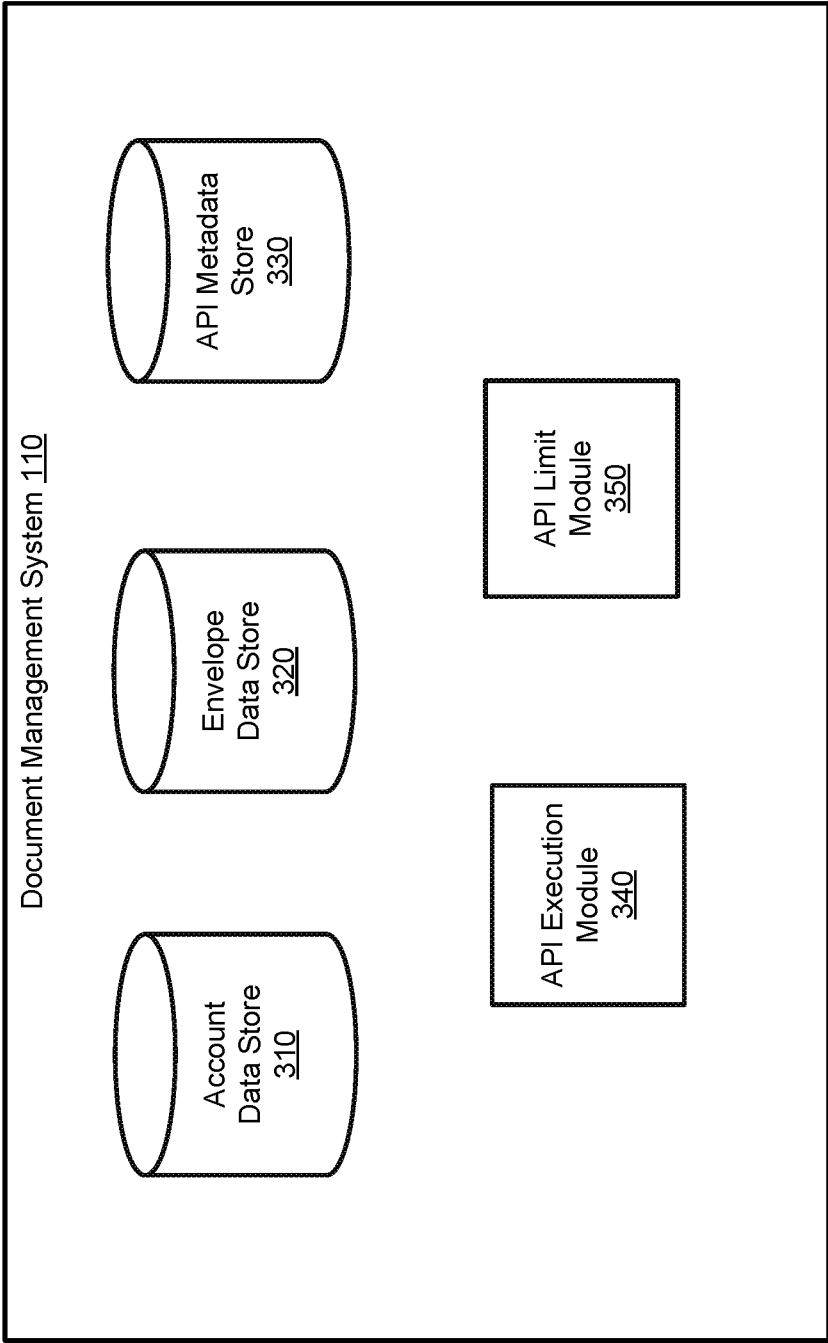 Document Management System 110
Account
Data Store
310
Envelope
Data Store
320
API Metadata
Store
330
API Execution
Module
340
API Limit
Module
350